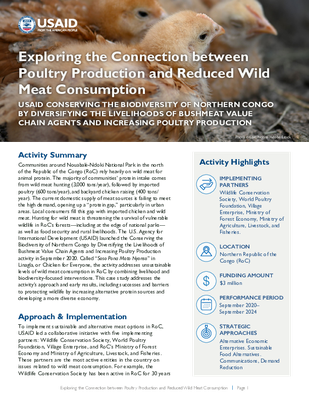 USAID
FROM THE AMERICAN PEOPLE
Exploring the Connection between
Poultry Production and Reduced Wild
Meat Consumption
USAID CONSERVING THE BIODIVERSITY OF NORTHERN CONGO
BY DIVERSIFYING THE LIVELIHOODS OF BUSHMEAT VALUE
CHAIN AGENTS AND INCREASING POULTRY PRODUCTION
Activity Summary
Communities around Nouabalé-Ndoki National Park in the north
of the Republic of the Congo (RoC) rely heavily on wild meat for
animal protein. The majority of communities' protein intake comes
from wild meat hunting (3,000 tons/year), followed by imported
poultry (600 tons/year), and backyard chicken raising (400 tons/
year). The current domestic supply of meat sources is failing to meet
the high demand, opening up a "protein gap," particularly in urban
areas. Local consumers fill this gap with imported chicken and wild
meat. Hunting for wild meat is threatening the survival of vulnerable
wildlife in RoC's forests—including at the edge of national parks—
as well as food security and rural livelihoods. The U.S. Agency for
International Development (USAID) launched the Conserving the
Biodiversity of Northern Congo by Diversifying the Livelihoods of
Bushmeat Value Chain Agents and Increasing Poultry Production
activity in September 2020. Called
Lingala, or Chicken for Everyone, the activity addresses unsustainable
levels of wild meat consumption in RoC by combining livelihood and
biodiversity-focused interventions. This case study addresses the
activity's approach and early results, including successes and barriers
to protecting wildlife by increasing alternative protein sources and
developing a more diverse economy.
Approach & Implementation
To implement sustainable and alternative meat options in RoC,
USAID led a collaborative initiative with five implementing
partners: Wildlife Conservation Society, World Poultry
Foundation, Village Enterprise, and RoC's Ministry of Forest
Economy and Ministry of Agriculture, Livestock, and Fisheries.
These partners are the most active entities in the country on
issues related to wild meat consumption. For example, the
Wildlife Conservation Society has been active in RoC for 30 years
Activity Highlights
IMPLEMENTING
PARTNERS
Wildlife Conservation
Society, World Poultry
Foundation, Village
Enterprise, Ministry of
Forest Economy, Ministry of
Agriculture, Livestock, and
Fisheries.
LOCATION
Northern Republic of the
Congo (RoC)
FUNDING AMOUNT
$3 million
PERFORMANCE PERIOD
September 2020–
September 2024
STRATEGIC
APPROACHES
Alternative Economic
Enterprises, Sustainable
Food Alternatives,
Communications, Demand
Reduction
Exploring the Connection between Poultry Production and Reduced Wild Meat Consumption | Page 1